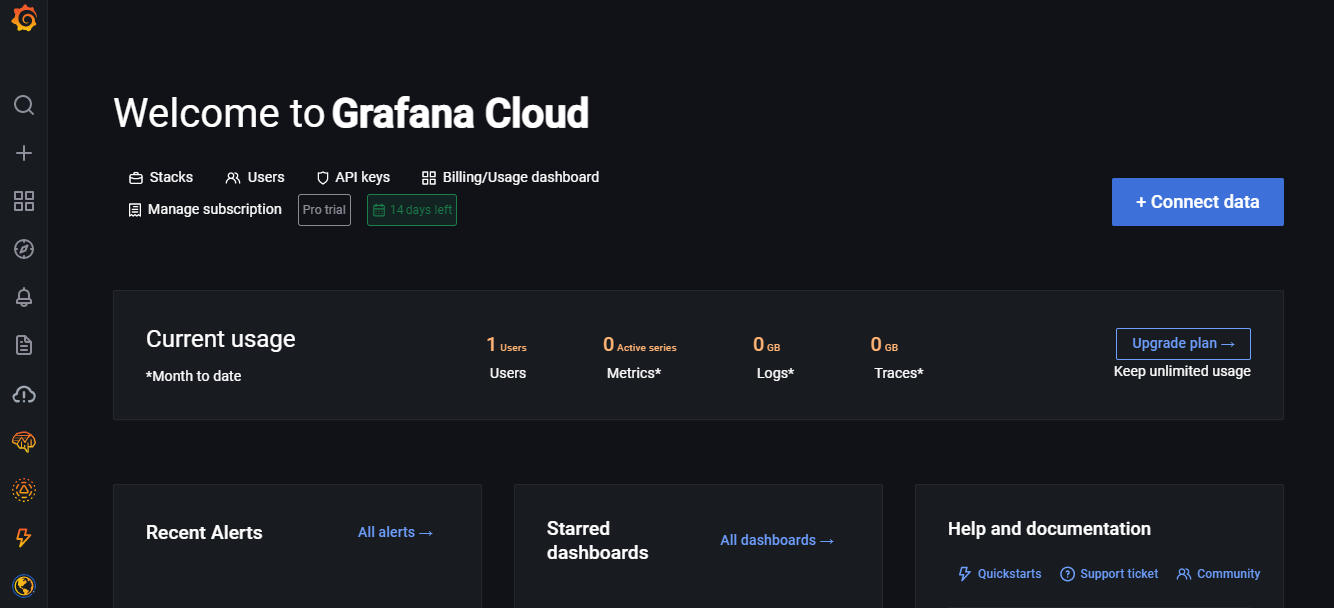 Welcome to Grafana Cloud
Stacks Users API keys Billing/Usage dashboard
Manage subscription Pro trial 14 days left
+ Connect data
Current usage
*Month to date
1 Users
Users
0 Active series
Metrics*
0 GB
Logs*
0 GB
Traces*
Upgrade plan →
Keep unlimited usage
Recent Alerts
All alerts →
Starred
dashboards
All dashboards →
Help and documentation
Quickstarts Support ticket Community